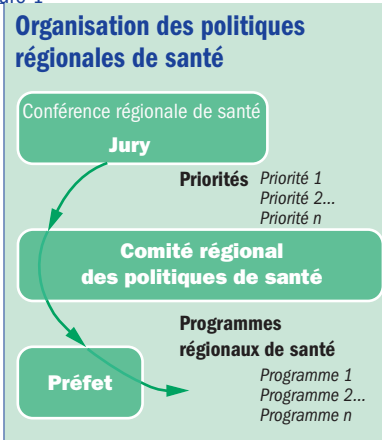 Organisation des politiques
régionales de santé
Conférence régionale de santé
Jury
Priorités Priorité 1
Priorité 2...
Priorité n
Comité régional
des politiques de santé
Programmes
régionaux de santé
Programme 1
Préfet Programme 2...
Programme n